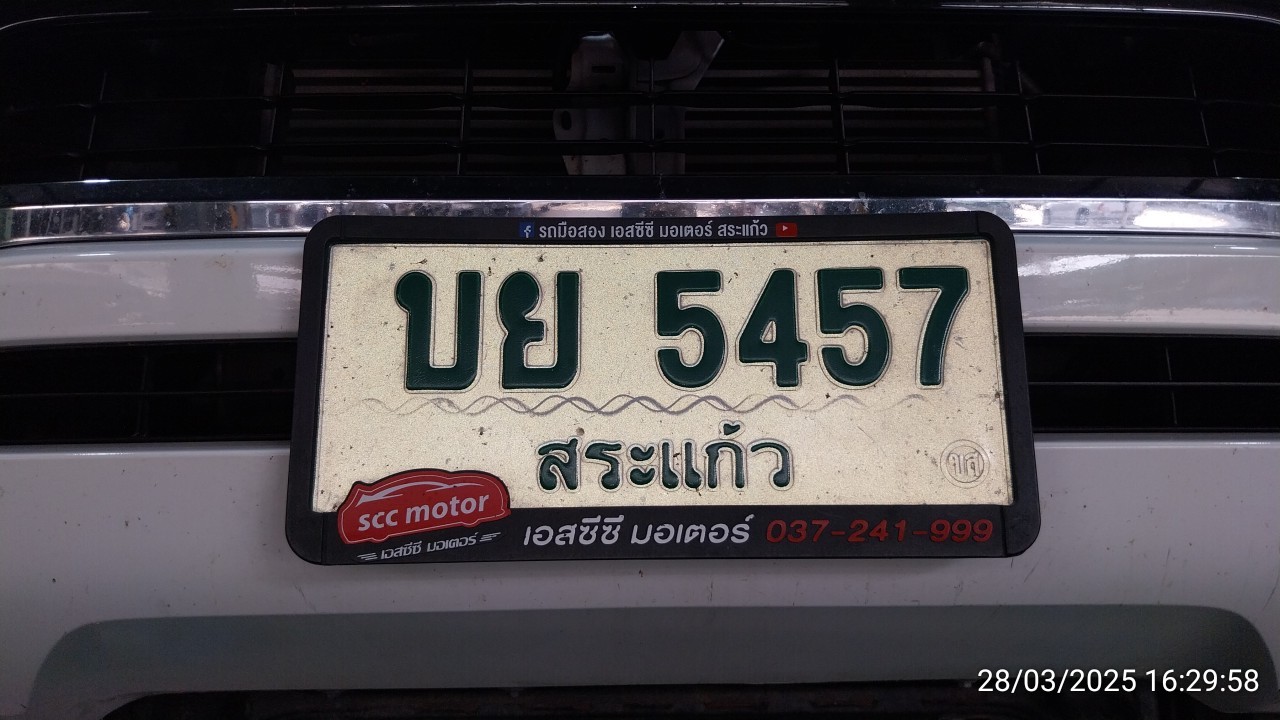 รถมือสอง เอสซีซี มอเตอร์ สระแก้ว
บย 5457
สระแก้ว
ขส
scc motor
เอสซีซี มอเตอร์
เอสซีซี มอเตอร์ 037-241-999
28/03/2025 16:29:58